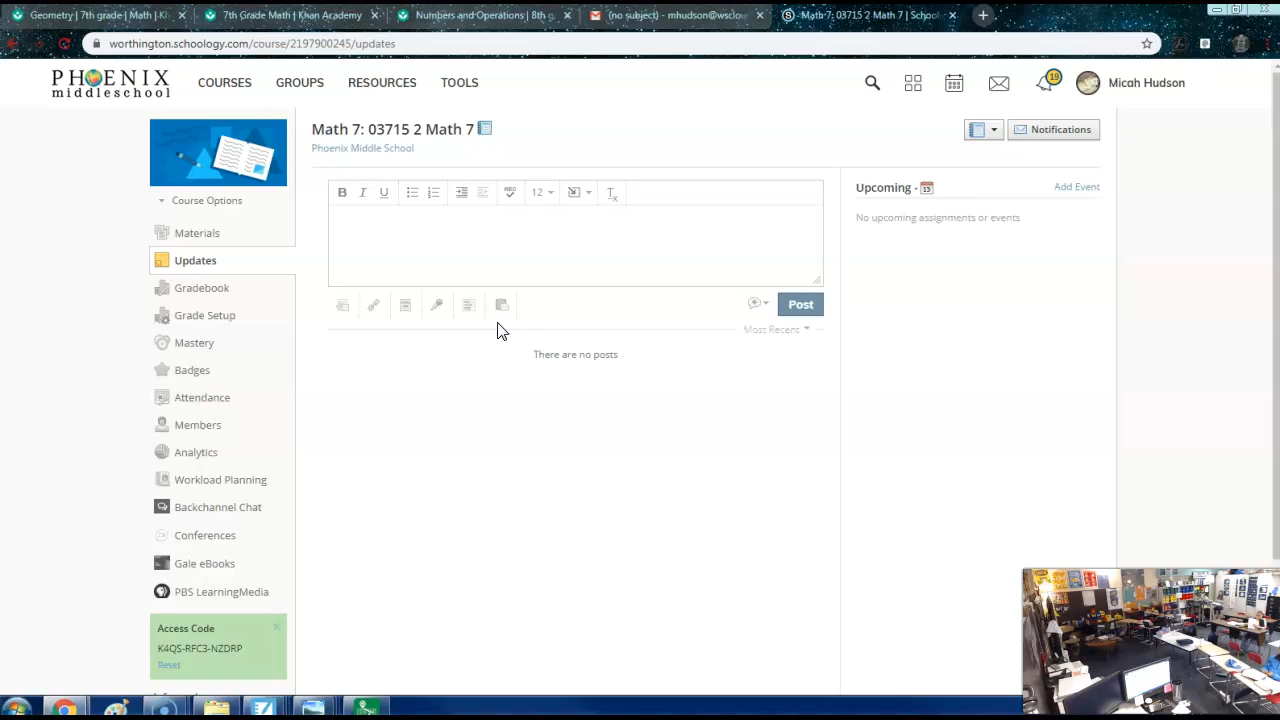 Geometry | 7th grade | Math | K
7th Grade Math | Khan Academy
Numbers and Operations | 8th g
(no subject) - mhudson@wsclou
Math 7: 03715 2 Math 7 | School
worthington.schoology.com/course/2197900245/updates
PHOENIX
middleschool
COURSES GROUPS RESOURCES TOOLS
19
Micah Hudson
Math 7: 03715 2 Math 7
Notifications
Phoenix Middle School
Course Options
Materials
Updates
Gradebook
Grade Setup
Mastery
Badges
Attendance
Members
Analytics
Workload Planning
Backchannel Chat
Conferences
Gale eBooks
PBS LearningMedia
Access Code
K4QS-RFC3-NZDRP
Reset
B I U ABC 12 Tx
Post
Most Recent
There are no posts
Upcoming - 13 Add Event
No upcoming assignments or events